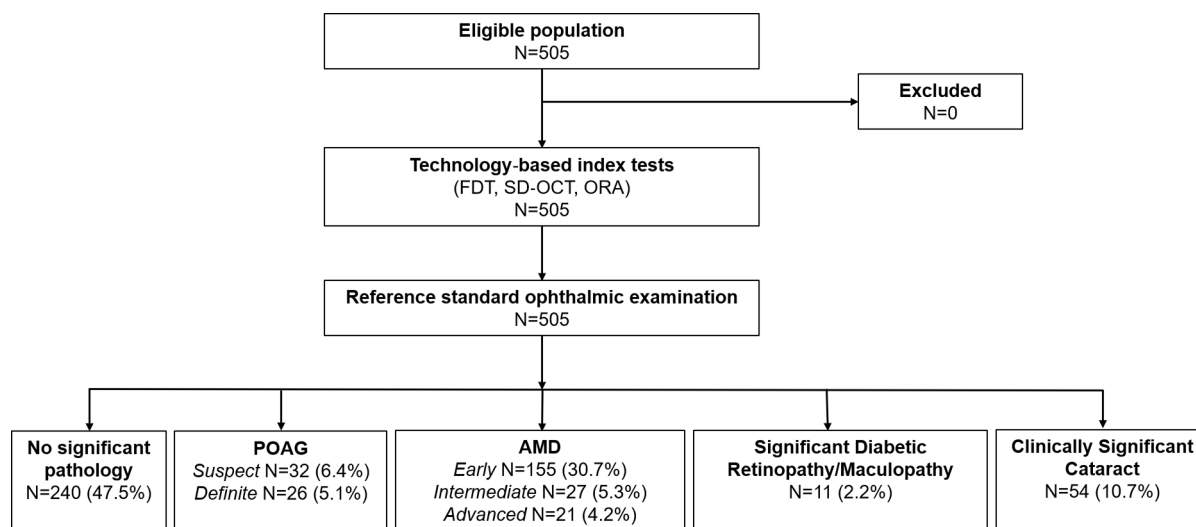 Eligible population
N=505
Excluded
N=0
Technology-based index tests
(FDT, SD-OCT, ORA)
N=505
Reference standard ophthalmic examination
N=505
No significant
pathology
N=240 (47.5%)
POAG
Suspect N=32 (6.4%)
Definite N=26 (5.1%)
AMD
Early N=155 (30.7%)
Intermediate N=27 (5.3%)
Advanced N=21 (4.2%)
Significant Diabetic
Retinopathy/Maculopathy
N=11 (2.2%)
Clinically Significant
Cataract
N=54 (10.7%)